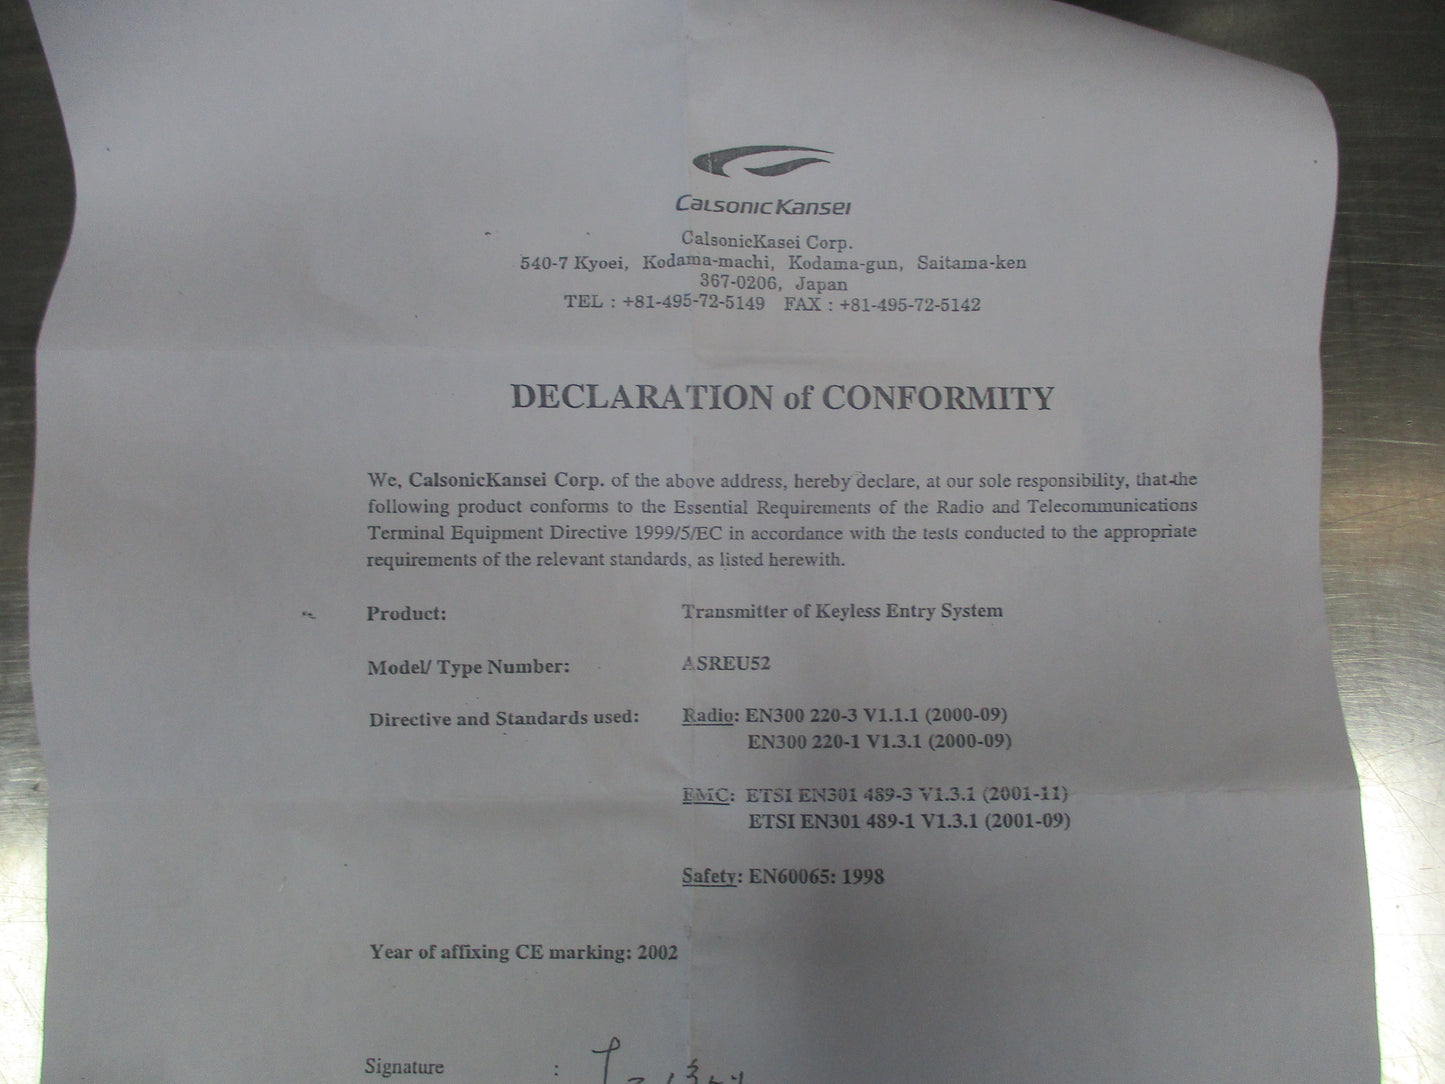 CalsonicKansei
CalsonicKasei Corp.
540-7 Kyoei, Kodama-machi, Kodama-gun, Saitama-ken
367-0206, Japan
TEL : +81-495-72-5149 FAX : +81-495-72-5142
DECLARATION of CONFORMITY
We, CalsonicKansei Corp. of the above address, hereby declare, at our sole responsibility, that the
following product conforms to the Essential Requirements of the Radio and Telecommunications
Terminal Equipment Directive 1999/5/EC in accordance with the tests conducted to the appropriate
requirements of the relevant standards, as listed herewith.
Product: Transmitter of Keyless Entry System
Model/ Type Number: ASREU52
Directive and Standards used: Radio: EN300 220-3 V1.1.1 (2000-09)
EN300 220-1 V1.3.1 (2000-09)
EMC: ETSI EN301 489-3 V1.3.1 (2001-11)
ETSI EN301 489-1 V1.3.1 (2001-09)
Safety: EN60065: 1998
Year of affixing CE marking: 2002
Signature :